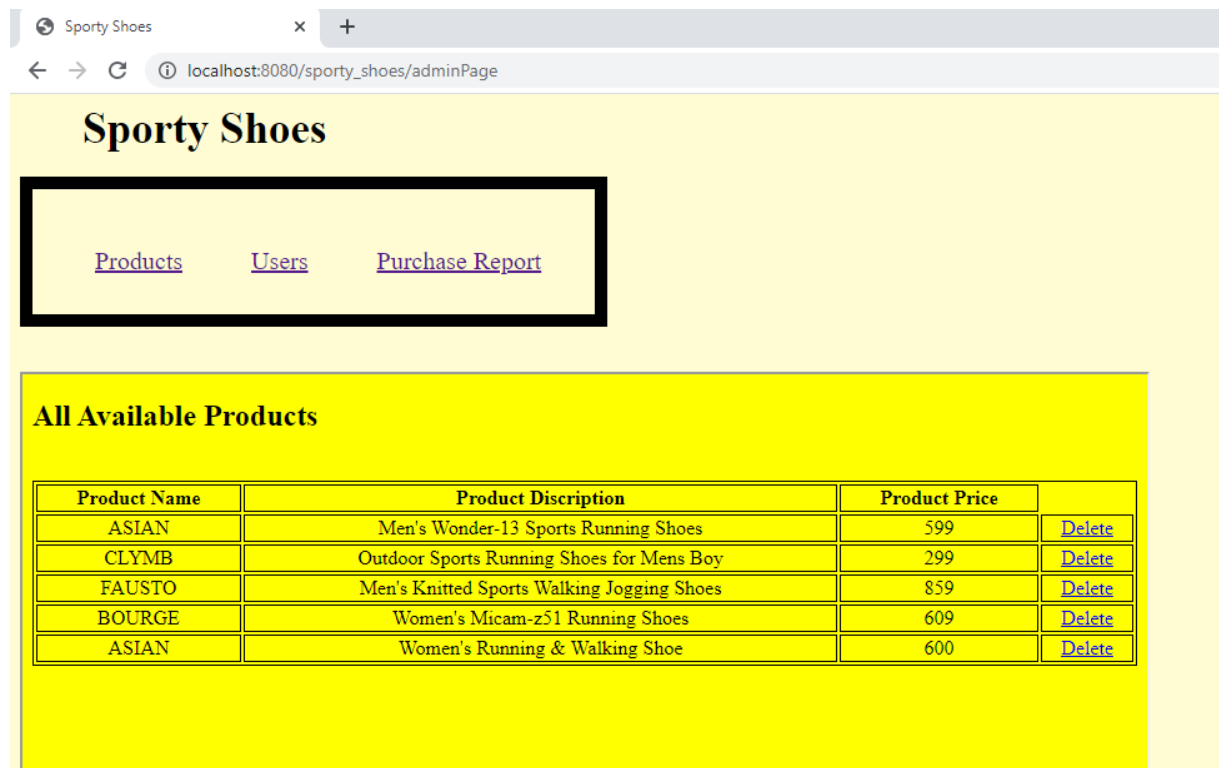 Sporty Shoes
localhost:8080/sporty_shoes/adminPage
Sporty Shoes
Products Users Purchase Report
All Available Products
Product Name Product Discription Product Price
ASIAN Men's Wonder-13 Sports Running Shoes 599 Delete
CLYMB Outdoor Sports Running Shoes for Mens Boy 299 Delete
FAUSTO Men's Knitted Sports Walking Jogging Shoes 859 Delete
BOURGE Women's Micam-z51 Running Shoes 609 Delete
ASIAN Women's Running & Walking Shoe 600 Delete